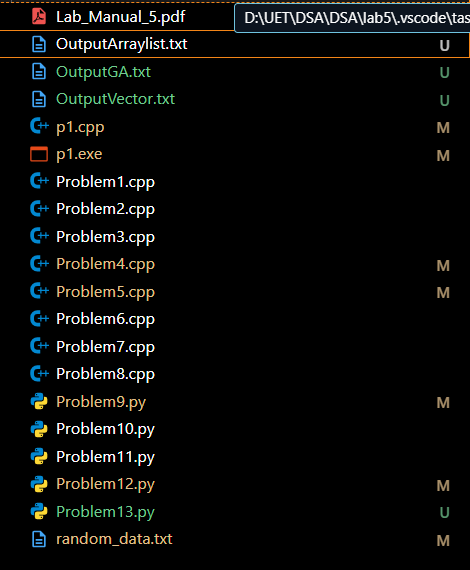 Lab_Manual_5.pdf
D:\UET\DSA\DSA\lab5\.vscode\tas
OutputArraylist.txt U
OutputGA.txt U
OutputVector.txt U
p1.cpp M
p1.exe M
Problem1.cpp
Problem2.cpp
Problem3.cpp
Problem4.cpp M
Problem5.cpp M
Problem6.cpp
Problem7.cpp
Problem8.cpp
Problem9.py M
Problem10.py
Problem11.py
Problem12.py M
Problem13.py U
random_data.txt M